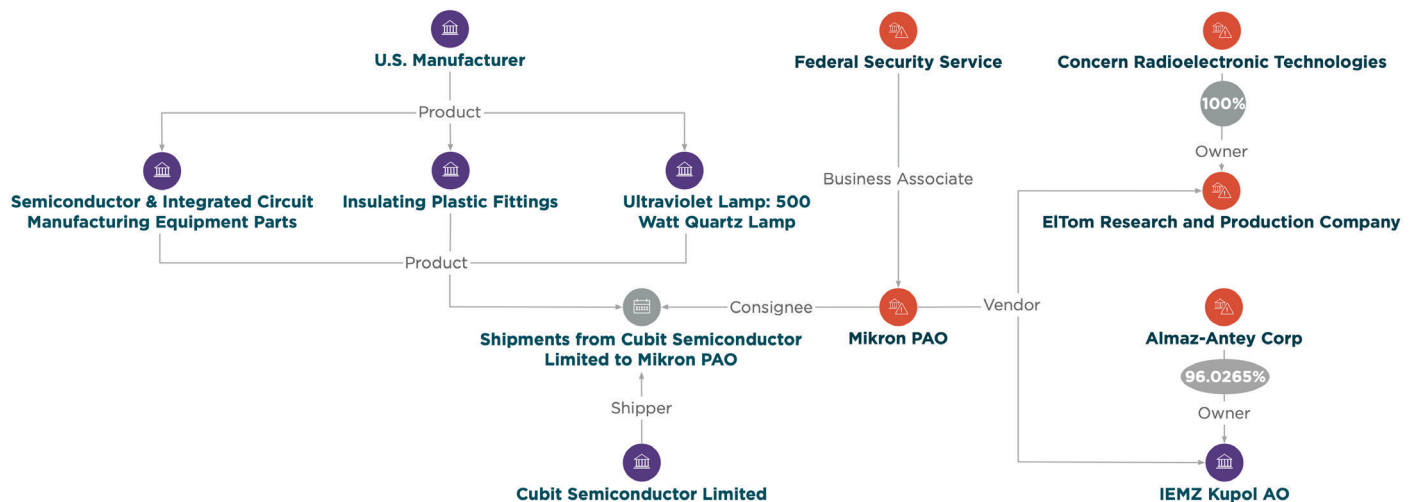 U.S. Manufacturer
Federal Security Service
Concern Radioelectronic Technologies
100%
Product
Owner
Semiconductor & Integrated Circuit
Manufacturing Equipment Parts
Insulating Plastic Fittings
Ultraviolet Lamp: 500
Watt Quartz Lamp
Business Associate
ElTom Research and Production Company
Product
Consignee
Vendor
Shipments from Cubit Semiconductor
Limited to Mikron PAO
Mikron PAO
Almaz-Antey Corp
96.0265%
Shipper
Owner
Cubit Semiconductor Limited
IEMZ Kupol AO